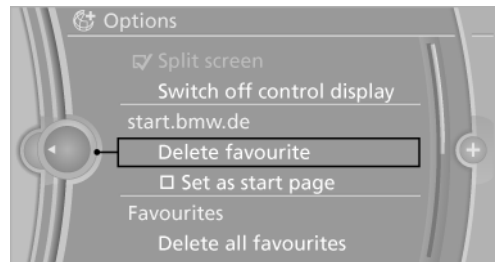 Options
Split screen
Switch off control display
start.bmw.de
Delete favourite
Set as start page
Favourites
Delete all favourites